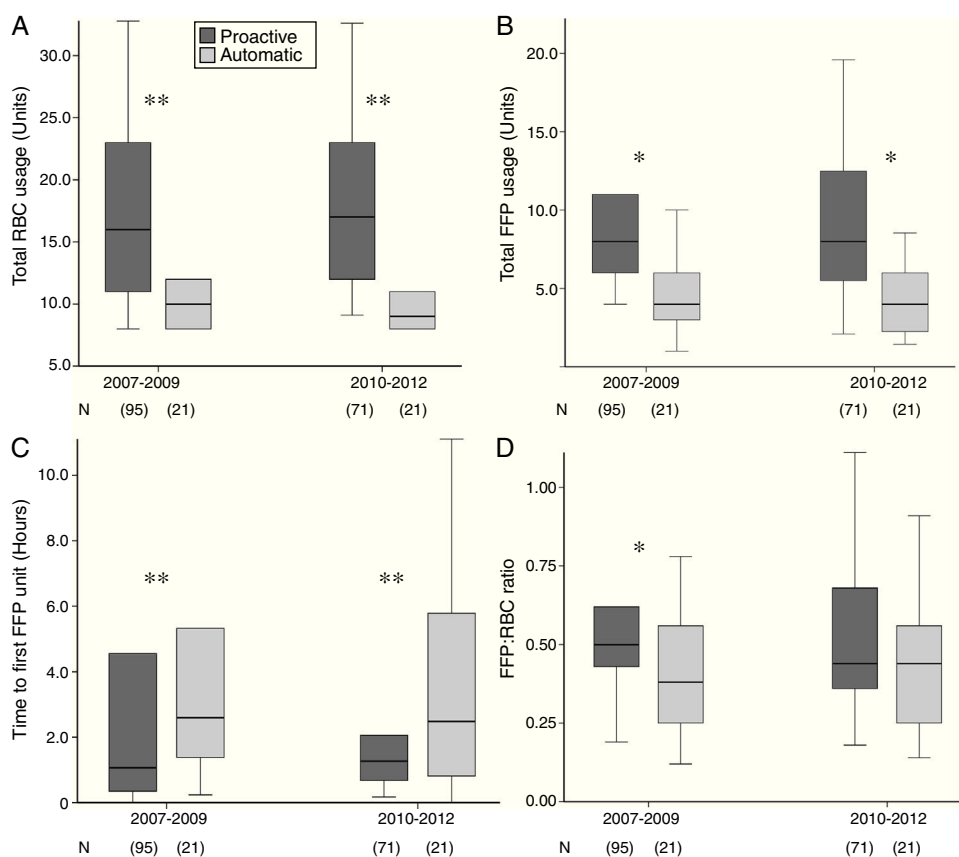 A
Proactive
Automatic
Total RBC usage (Units)
30.0
25.0
20.0
15.0
10.0
5.0
** **
2007-2009 2010-2012
N (95) (21) (71) (21)
B
Total FFP usage (Units)
20.0
15.0
10.0
5.0
* *
2007-2009 2010-2012
(95) (21) (71) (21)
C
Time to first FFP unit (Hours)
10.0
8.0
6.0
4.0
2.0
0
** **
2007-2009 2010-2012
N (95) (21) (71) (21)
D
FFP:RBC ratio
1.00
0.75
0.50
0.25
0.00
*
2007-2009 2010-2012
N (95) (21) (71) (21)